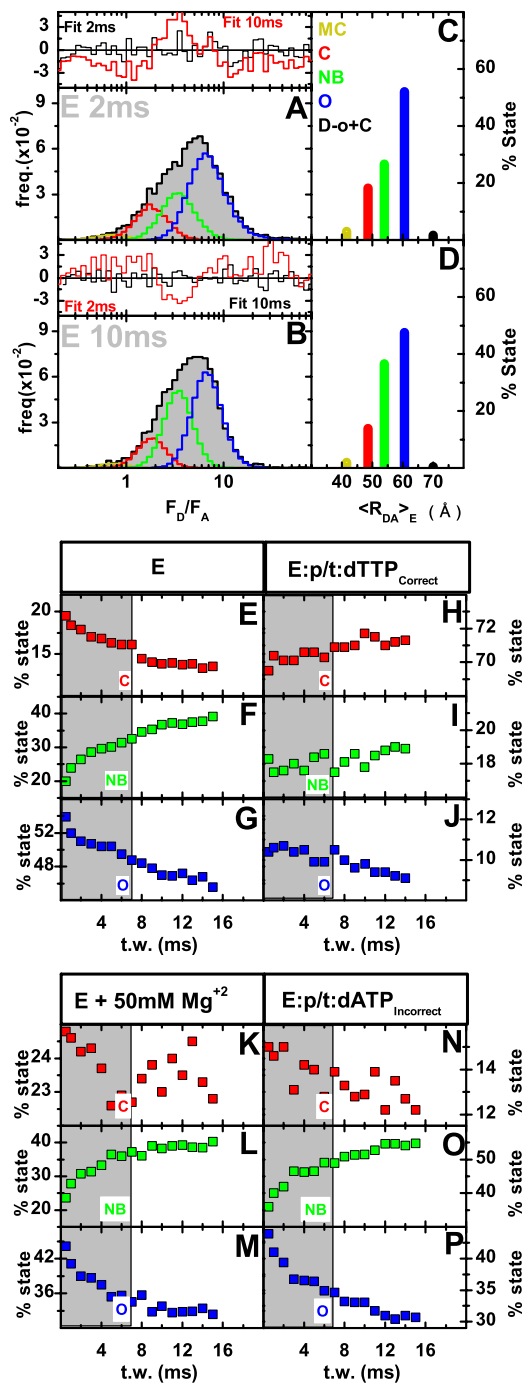 Fit 2ms
Fit 10ms
3
0
-3
MC
C
NB
O
D-o+C
C
E 2ms
A
freq.(x10⁻²)
9
6
3
60
40
20
% State
1
10
3
0
-3
Fit 2ms
Fit 10ms
D
E 10ms
B
freq(x10⁻²)
9
6
3
60
40
20
% State
1
10
F_D/F_A
40
50
60
70
<R_DA>_E (Å)
E
E:p/t:dTTP_Correct
% state
20
15
C
E
C
H
72
70
% state
% state
40
30
20
NB
F
NB
I
20
18
% state
% state
52
48
O
G
O
J
10
% state
4
8
12
16
4
8
12
16
20
t.w. (ms)
t.w. (ms)
E + 50mM Mg⁺²
E:p/t:dATP_Incorrect
% state
24
23
C
K
C
N
14
12
% state
% state
40
30
20
NB
L
NB
O
50
40
% state
% state
42
36
O
M
O
P
40
35
30
% state
4
8
12
16
4
8
12
16
20
t.w. (ms)
t.w. (ms)